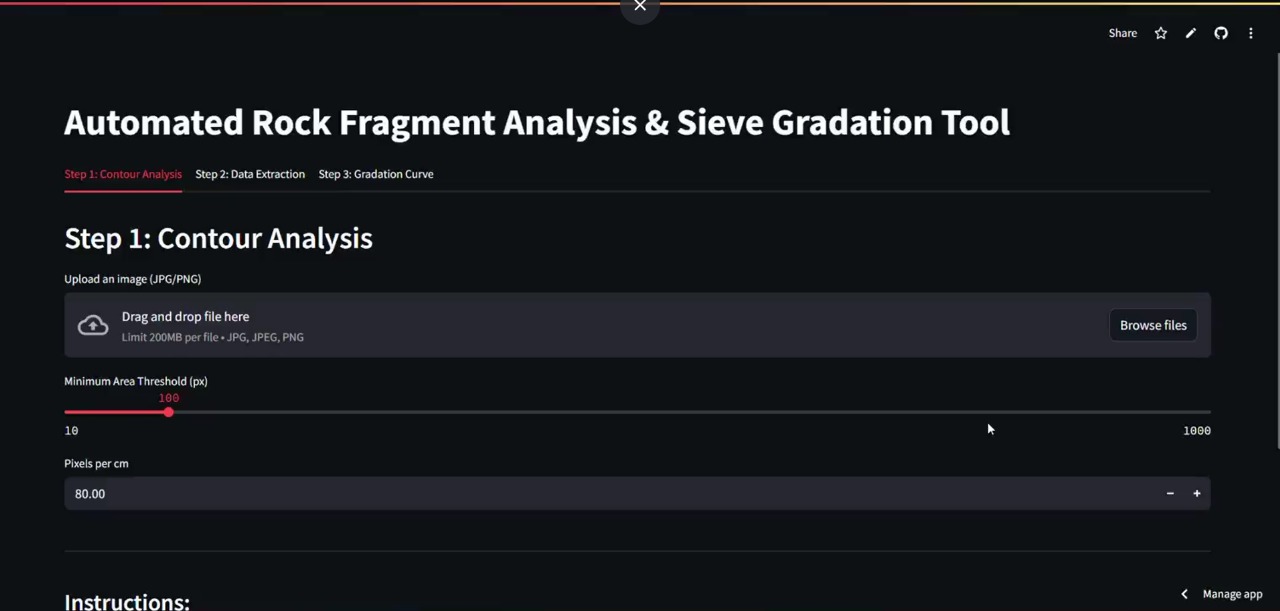 Share
Automated Rock Fragment Analysis & Sieve Gradation Tool
Step 1: Contour Analysis Step 2: Data Extraction Step 3: Gradation Curve
Step 1: Contour Analysis
Upload an image (JPG/PNG)
Drag and drop file here
Limit 200MB per file • JPG, JPEG, PNG
Browse files
Minimum Area Threshold (px)
100
10 1000
Pixels per cm
80.00 - +
Instructions:
Manage app